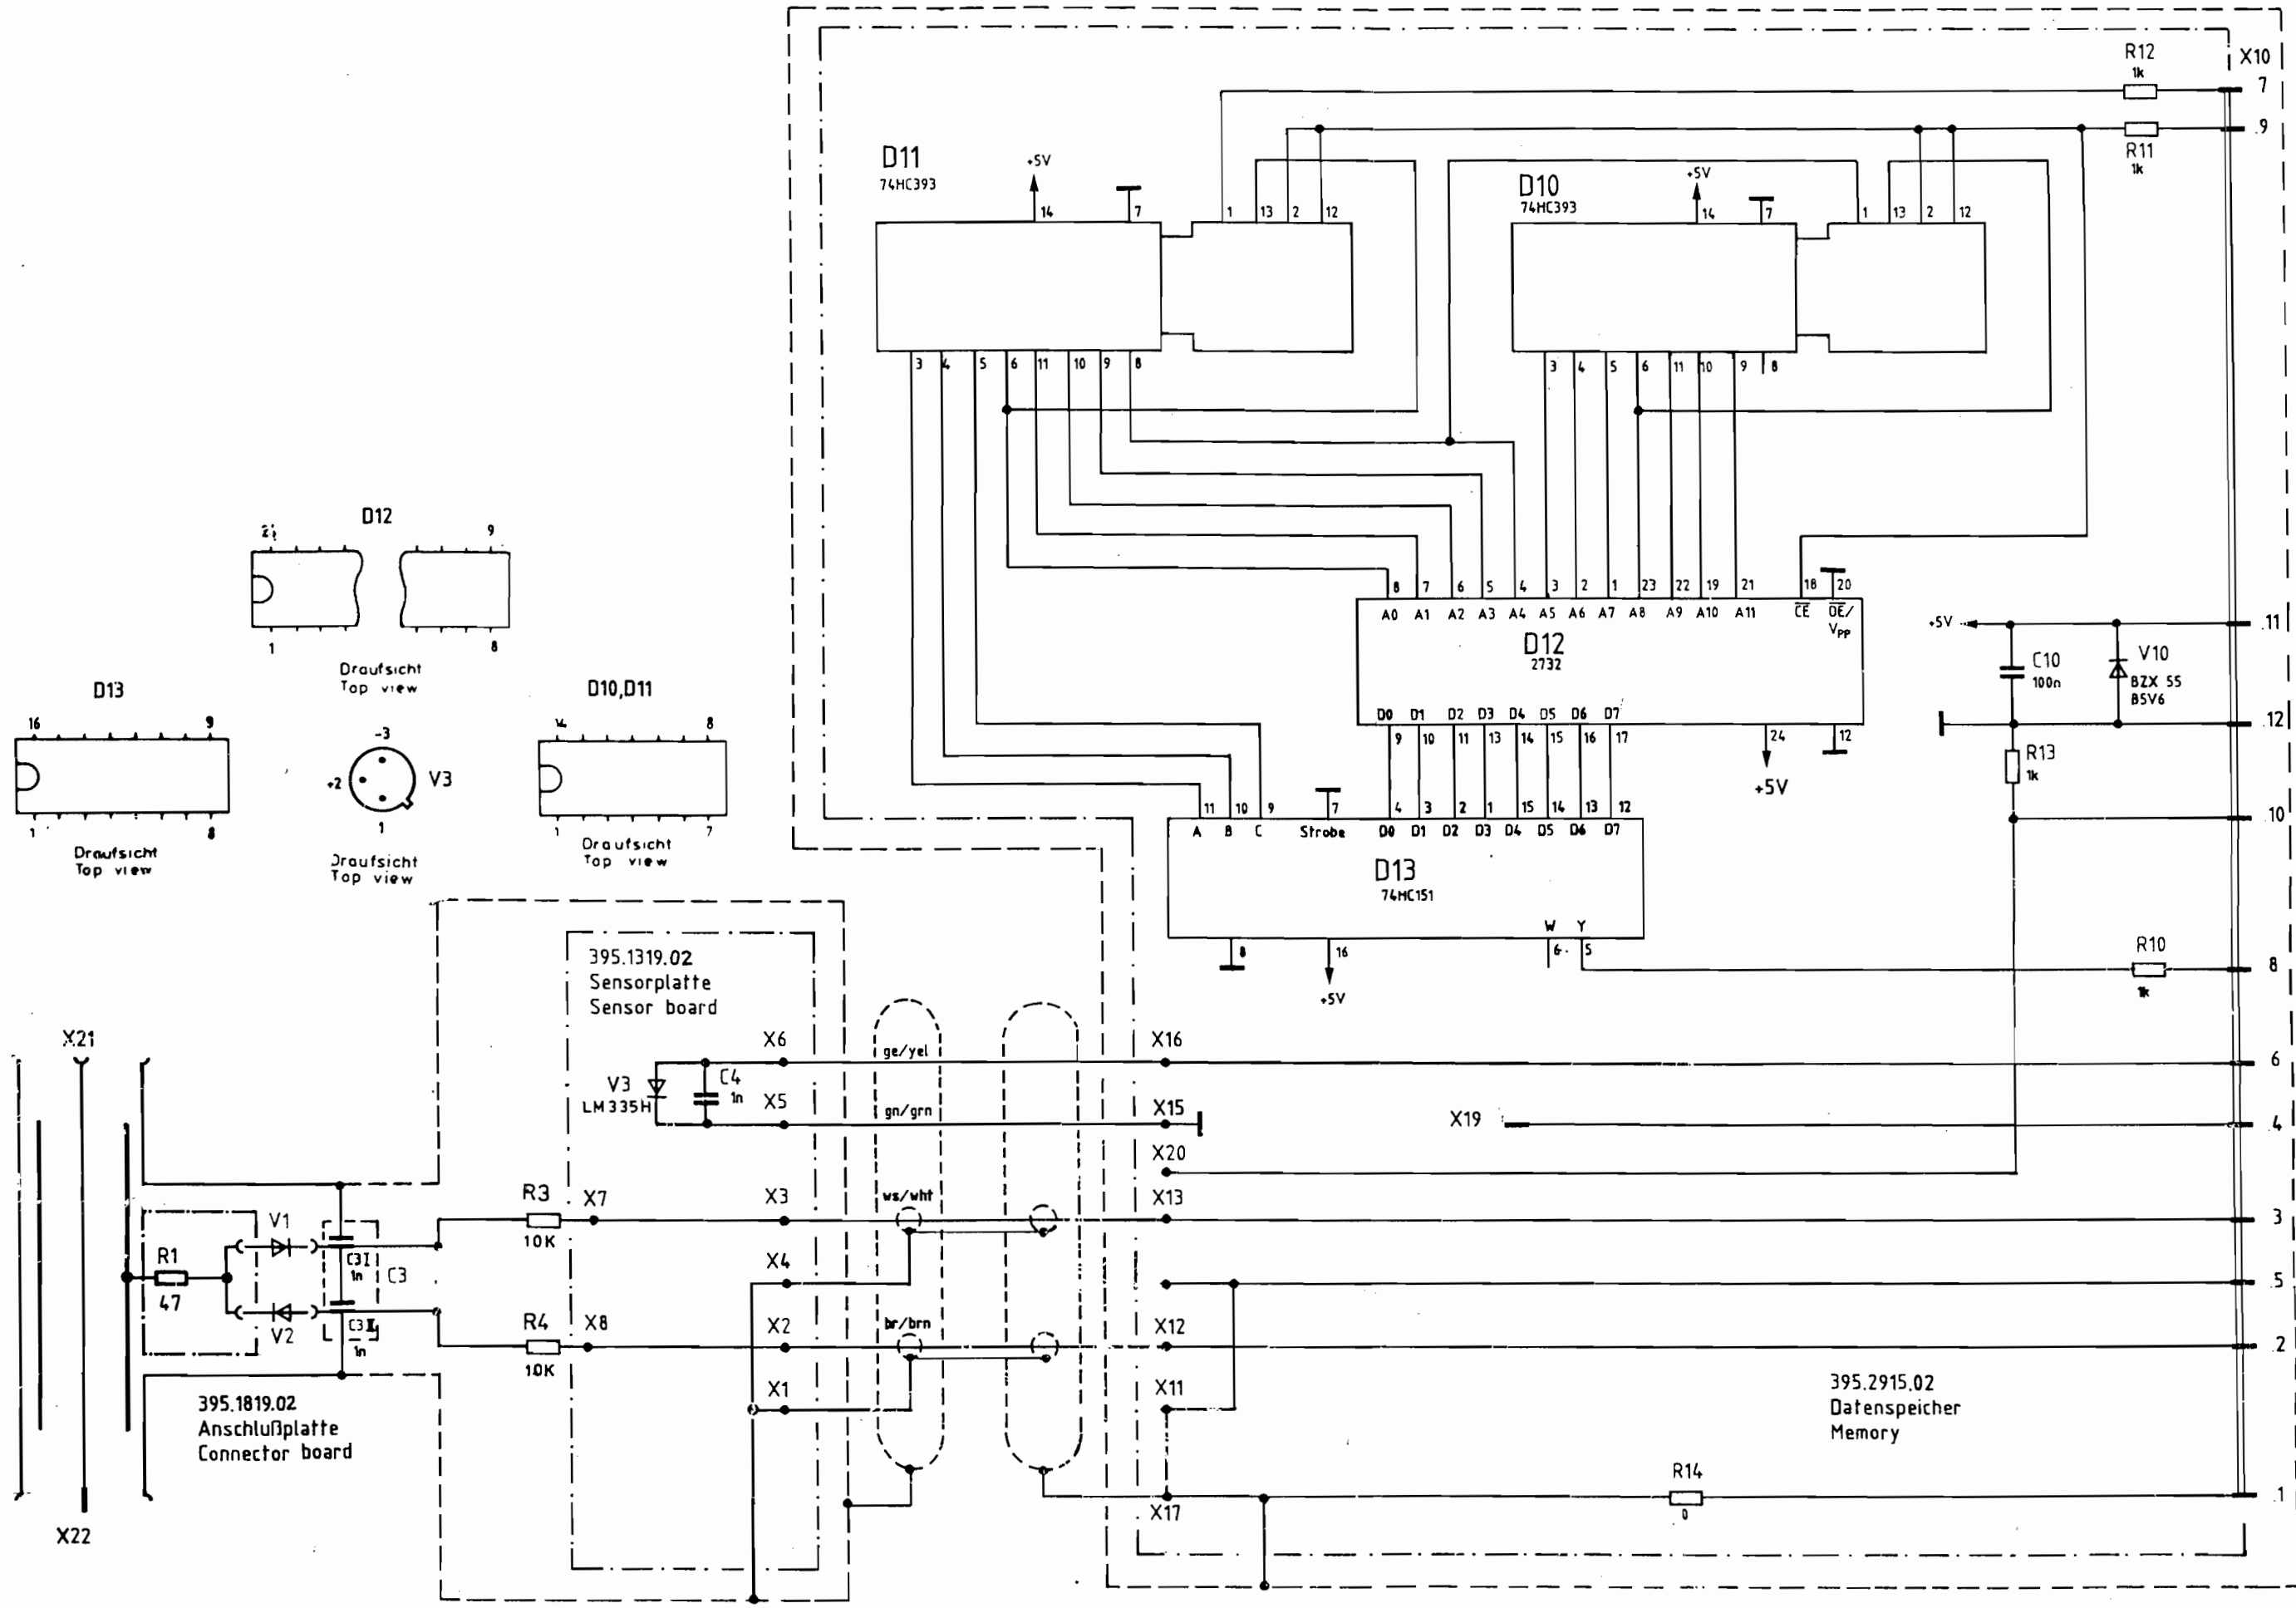 R12
1k
X10
7
.9
R11
1k
D11
74HC393
+5V
14
7
1 13 2 12
D10
74HC393
+5V
14
7
1 13 2 12
3 4 5 6 11 10 9 8
3 4 5 6 11 10 9 8
D12
9
1
8
Draufsicht
Top view
8 7 6 5 4 3 2 1 23 22 19 21 18 20
A0 A1 A2 A3 A4 A5 A6 A7 A8 A9 A10 A11 CE OE/
VPP
D12
2732
D0 D1 D2 D3 D4 D5 D6 D7
9 10 11 13 14 15 16 17
24
12
+5V
+5V
.11
C10
100n
V10
BZX 55
B5V6
.12
R13
1k
.10
D13
16
9
1
8
Draufsicht
Top view
-3
+2
V3
1
Draufsicht
Top view
D10,D11
14
8
1
7
Draufsicht
Top view
11 10 9 7 4 3 2 1 15 14 13 12
A B C Strobe D0 D1 D2 D3 D4 D5 D6 D7
D13
74HC151
W Y
8
16
6 5
+5V
R10
1k
8
395.1319.02
Sensorplatte
Sensor board
X21
X6
ge/yel
X16
6
V3
LM335H
C4
1n
X5
gn/grn
X15
X19
.4
X20
R3
10K
X7
X3
ws/wht
X13
3
V1
R1
47
C3I
1n
C3
X4
.5
V2
C3II
1n
R4
10K
X8
X2
br/brn
X12
.2
X1
X11
395.1819.02
Anschlußplatte
Connector board
395.2915.02
Datenspeicher
Memory
R14
0
.1
X17
X22